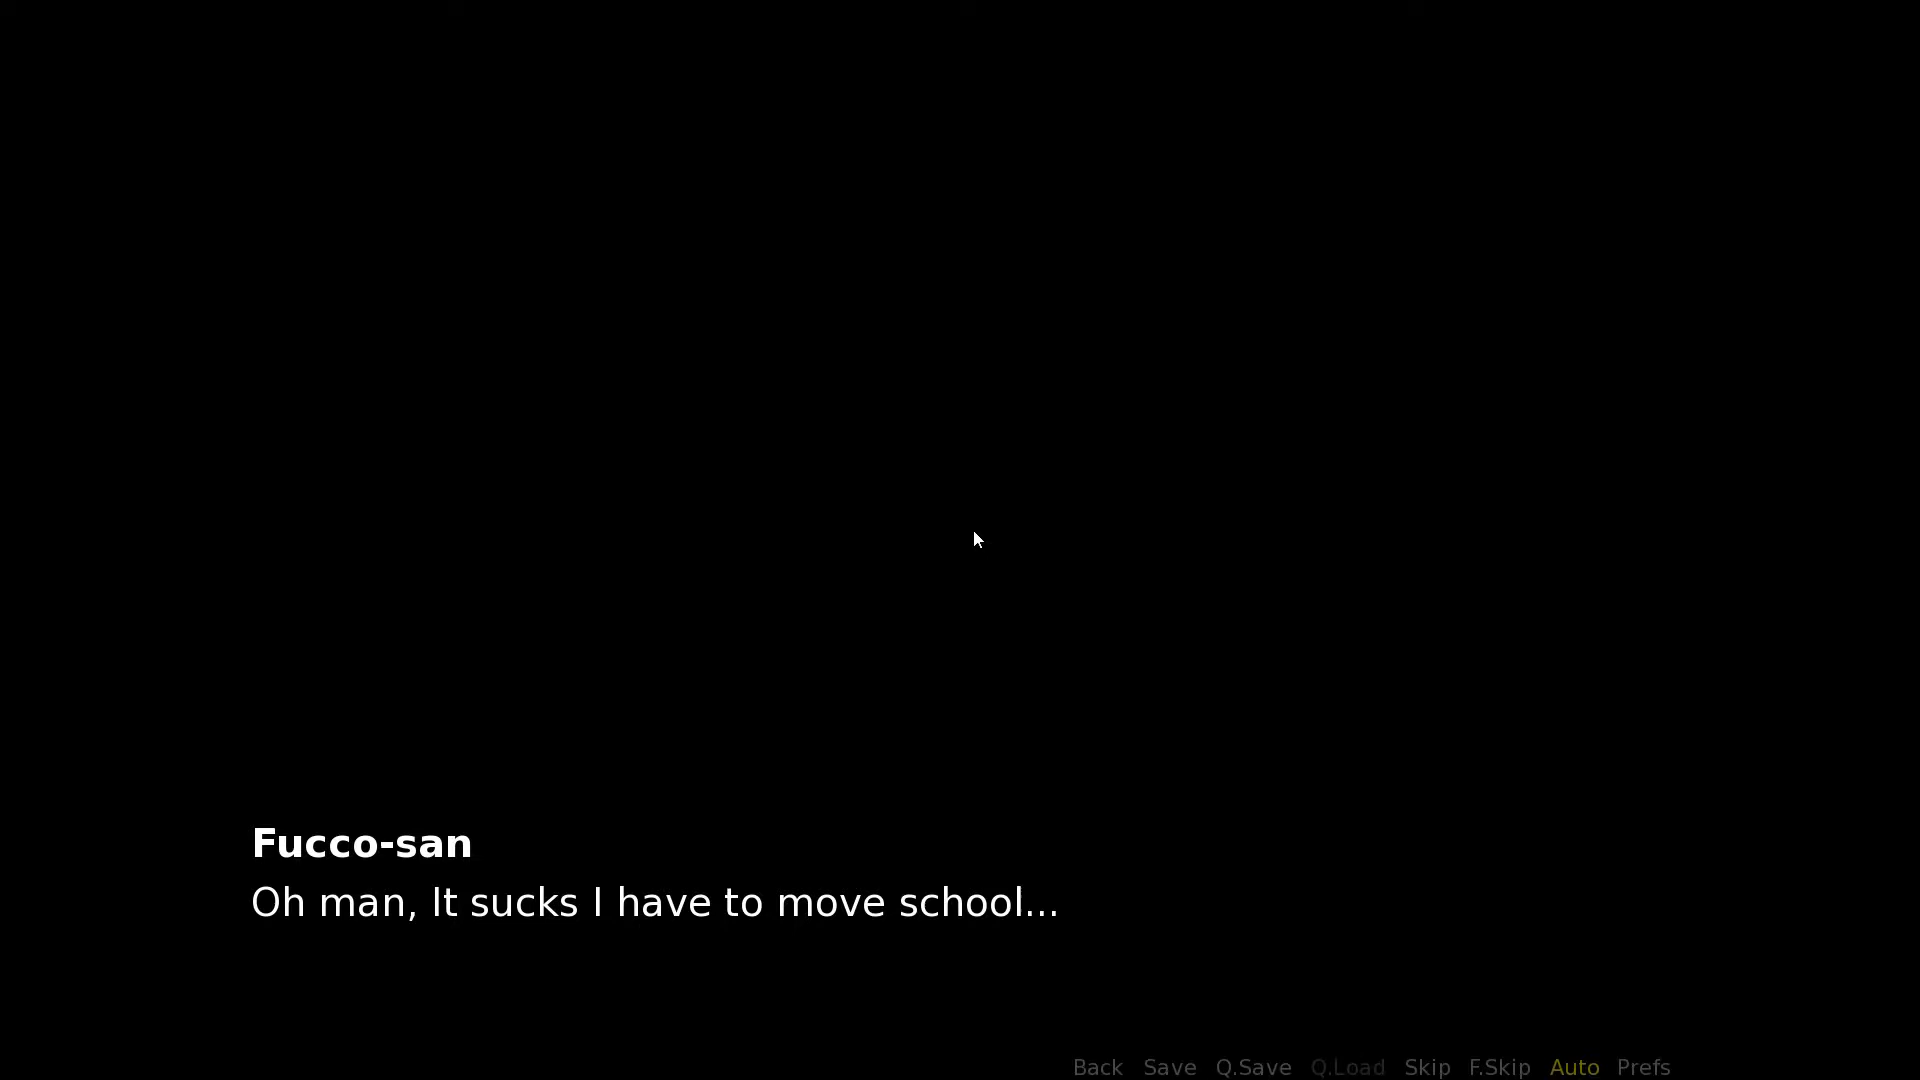 Fucco-san
Oh man, It sucks I have to move school...
Back Save Q.Save Q.Load Skip F.Skip Auto Prefs